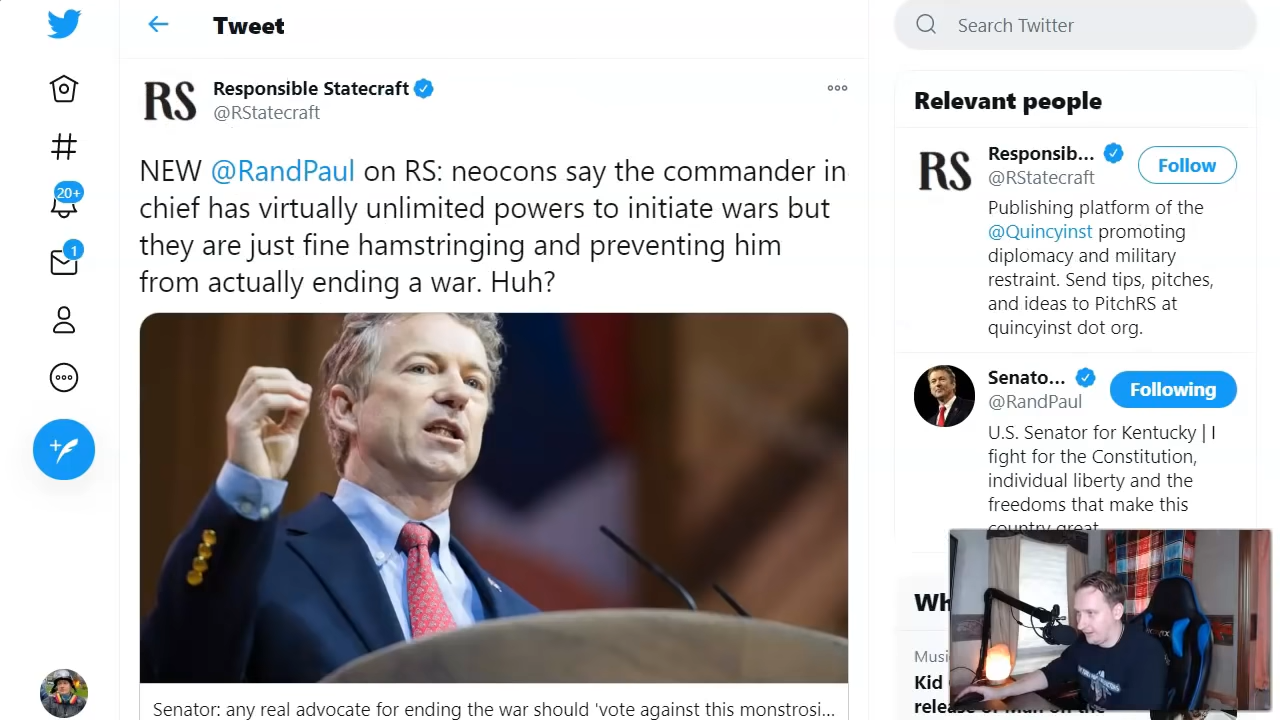 Tweet
Search Twitter
20+
1
RS
Responsible Statecraft
@RStatecraft
NEW @RandPaul on RS: neocons say the commander in
chief has virtually unlimited powers to initiate wars but
they are just fine hamstringing and preventing him
from actually ending a war. Huh?
Senator: any real advocate for ending the war should 'vote against this monstrosi...
Relevant people
RS
Responsib...
@RStatecraft
Follow
Publishing platform of the
@Quincyinst promoting
diplomacy and military
restraint. Send tips, pitches,
and ideas to PitchRS at
quincyinst dot org.
Senato...
@RandPaul
Following
U.S. Senator for Kentucky | I
fight for the Constitution,
individual liberty and the
freedoms that make this
country great
Wh
Musi
Kid
release of Man on the